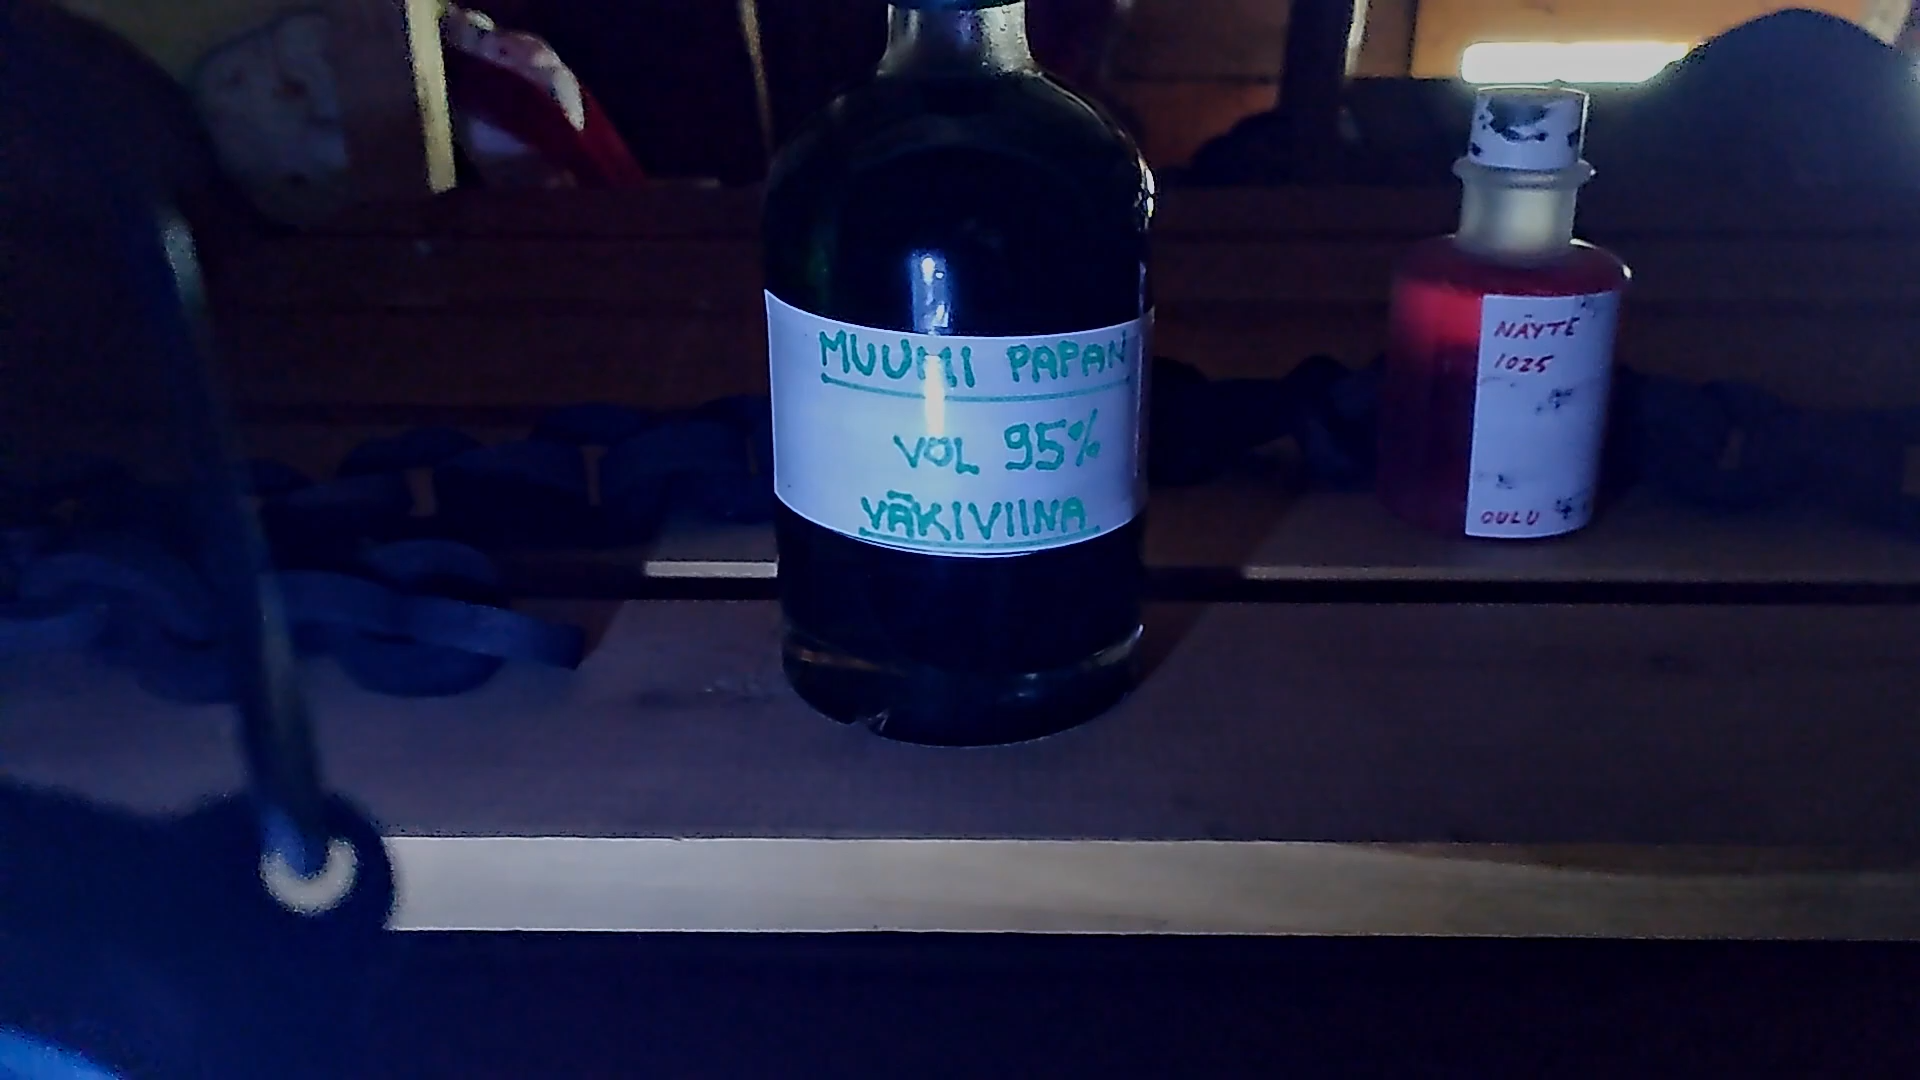 MUUMI PAPAN
VOL 95%
VÄKIVIINA
NÄYTE
1025
OULU